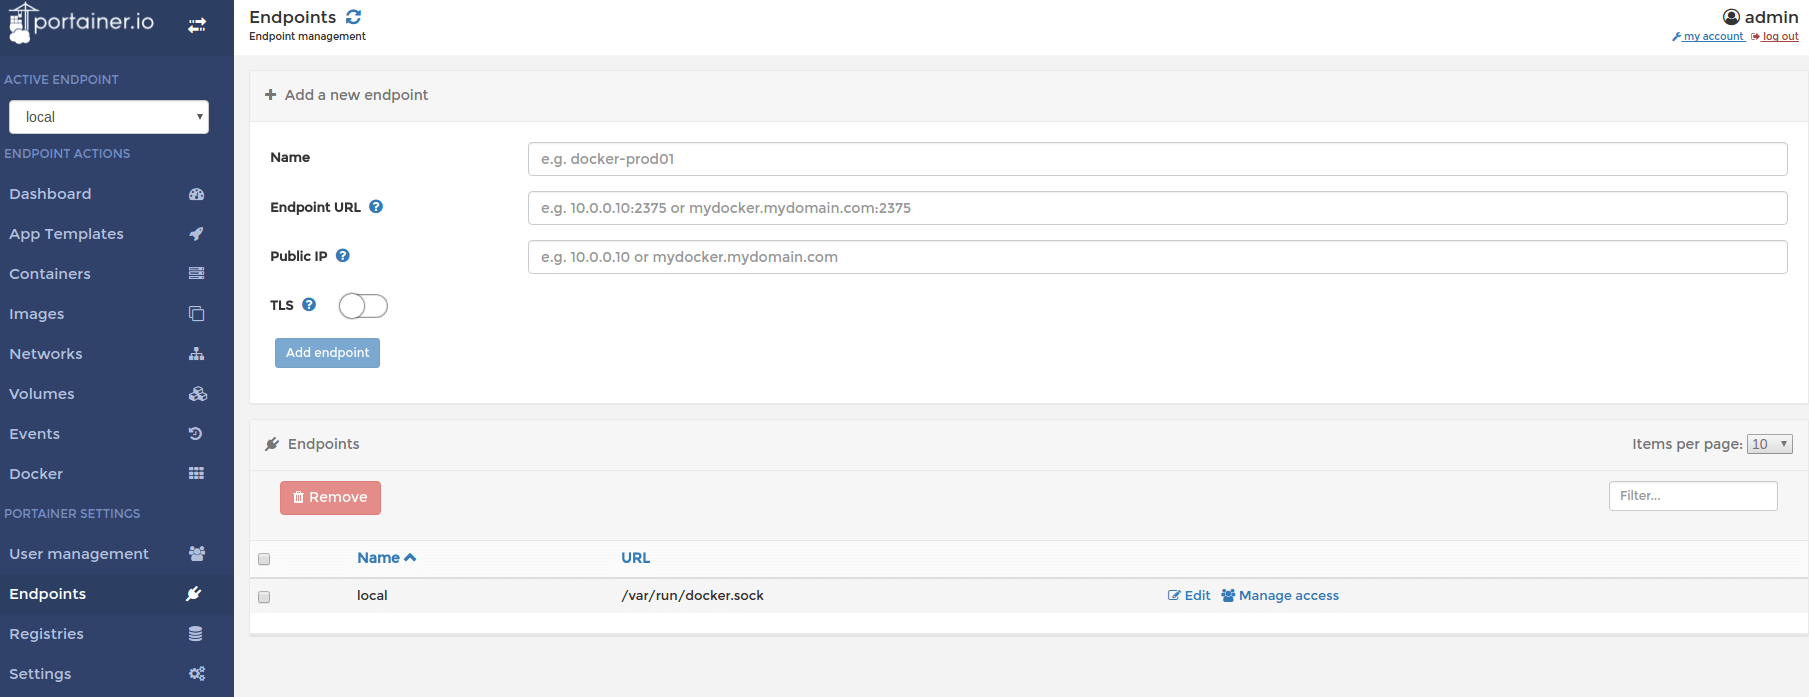 portainer.io
ACTIVE ENDPOINT
local
ENDPOINT ACTIONS
Dashboard
App Templates
Containers
Images
Networks
Volumes
Events
Docker
PORTAINER SETTINGS
User management
Endpoints
Registries
Settings
Endpoints
Endpoint management
admin
my account log out
Add a new endpoint
Name
e.g. docker-prod01
Endpoint URL
e.g. 10.0.0.10:2375 or mydocker.mydomain.com:2375
Public IP
e.g. 10.0.0.10 or mydocker.mydomain.com
TLS
Add endpoint
Endpoints
Items per page: 10
Remove
Filter...
Name URL
local /var/run/docker.sock Edit Manage access